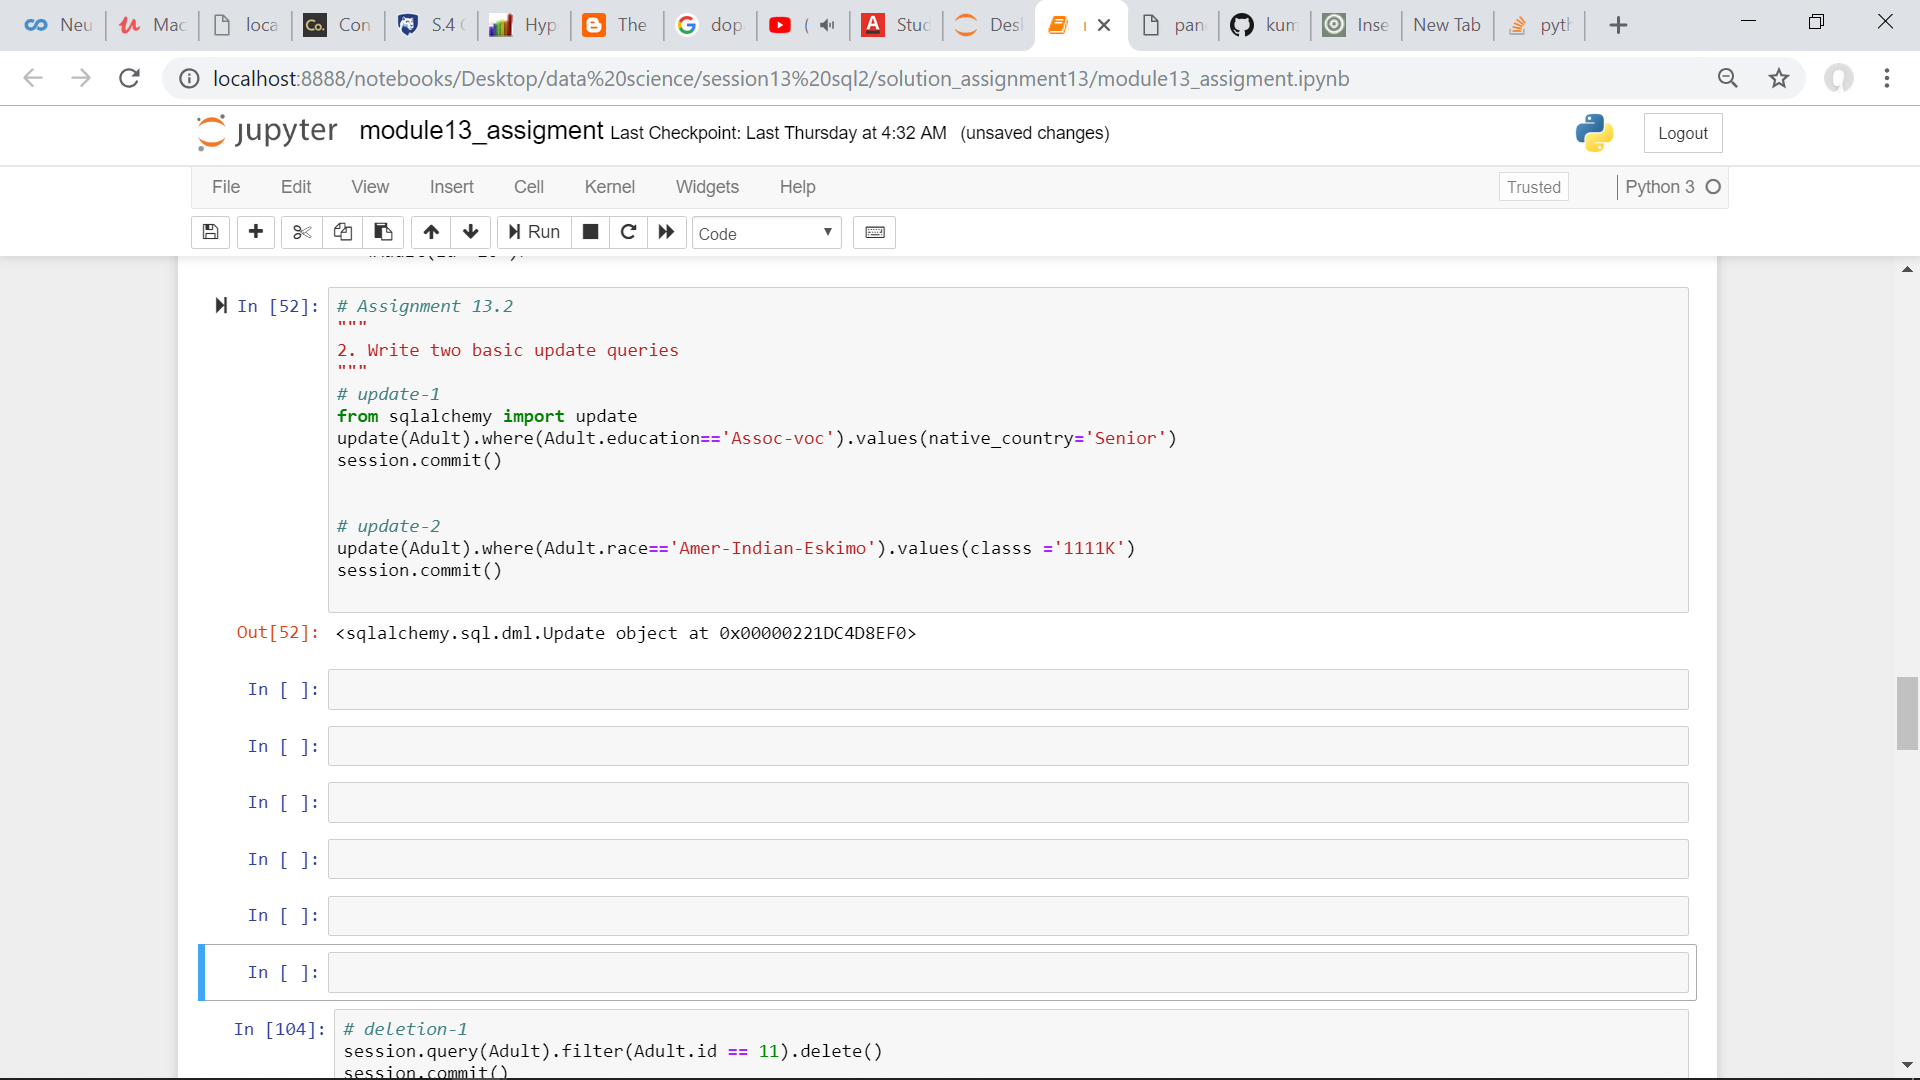 Neu
Mac
loca
Co.
Con
S.4
Hyp
The
dop
(
A
Stud
Desk
pan
kum
Inse
New Tab
pyth
localhost:8888/notebooks/Desktop/data%20science/session13%20sql2/solution_assignment13/module13_assigment.ipynb
jupyter module13_assigment Last Checkpoint: Last Thursday at 4:32 AM (unsaved changes)
Logout
File Edit View Insert Cell Kernel Widgets Help
Trusted
Python 3
Run
Code
In [52]: # Assignment 13.2
"""
2. Write two basic update queries
"""
# update-1
from sqlalchemy import update
update(Adult).where(Adult.education=='Assoc-voc').values(native_country='Senior')
session.commit()
# update-2
update(Adult).where(Adult.race=='Amer-Indian-Eskimo').values(classs ='1111K')
session.commit()
Out[52]: <sqlalchemy.sql.dml.Update object at 0x00000221DC4D8EF0>
In [ ]:
In [ ]:
In [ ]:
In [ ]:
In [ ]:
In [ ]:
In [104]: # deletion-1
session.query(Adult).filter(Adult.id == 11).delete()
session.commit()